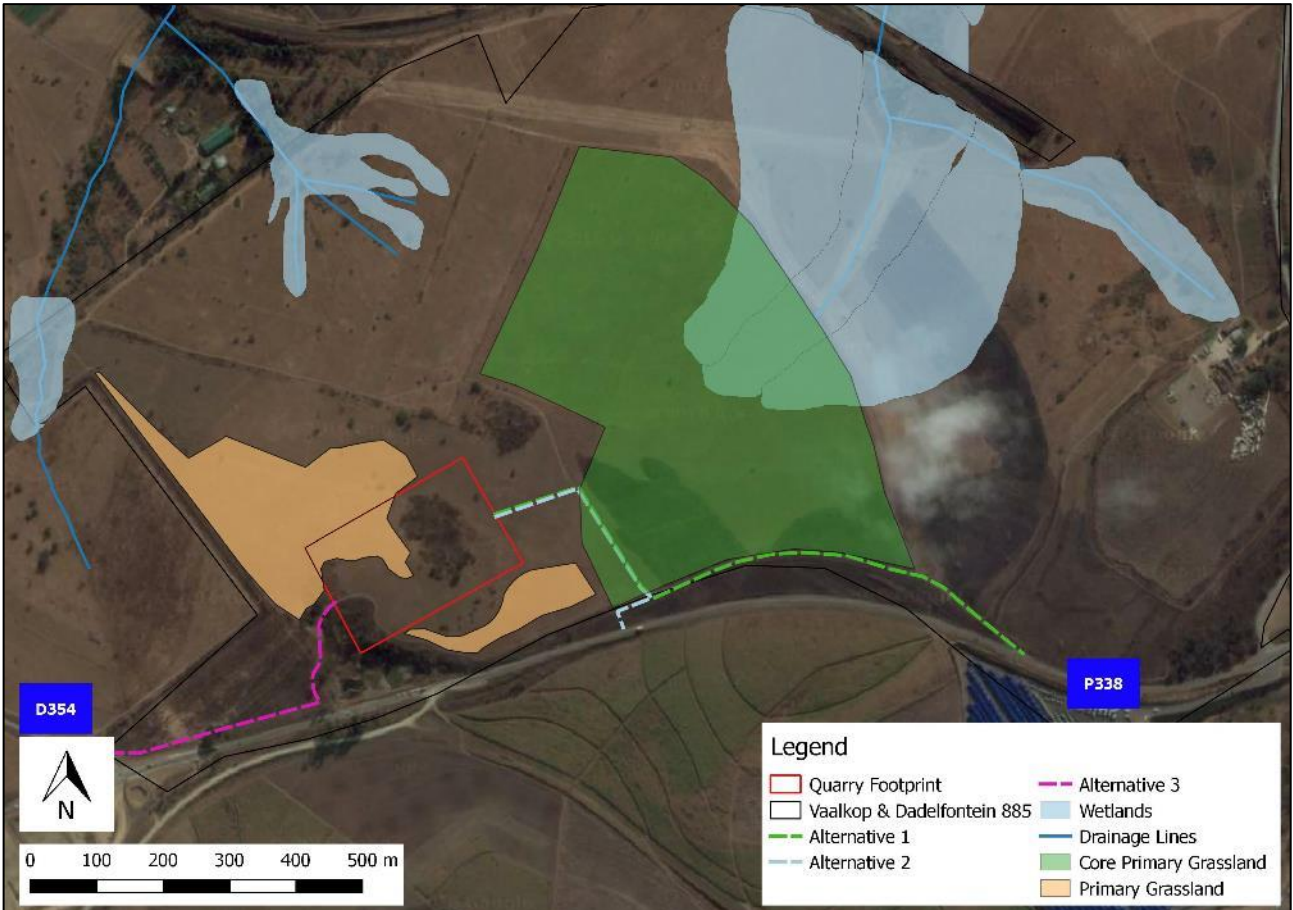 D354
P338
N
0 100 200 300 400 500 m
Legend
Quarry Footprint
Vaalkop & Dadelfontein 885
Alternative 1
Alternative 2
Alternative 3
Wetlands
Drainage Lines
Core Primary Grassland
Primary Grassland